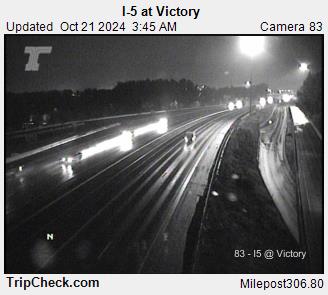 I-5 at Victory
Updated Oct 21 2024 3:45 AM Camera 83
T
N
83 - I5 @ Victory
TripCheck.com Milepost306.80